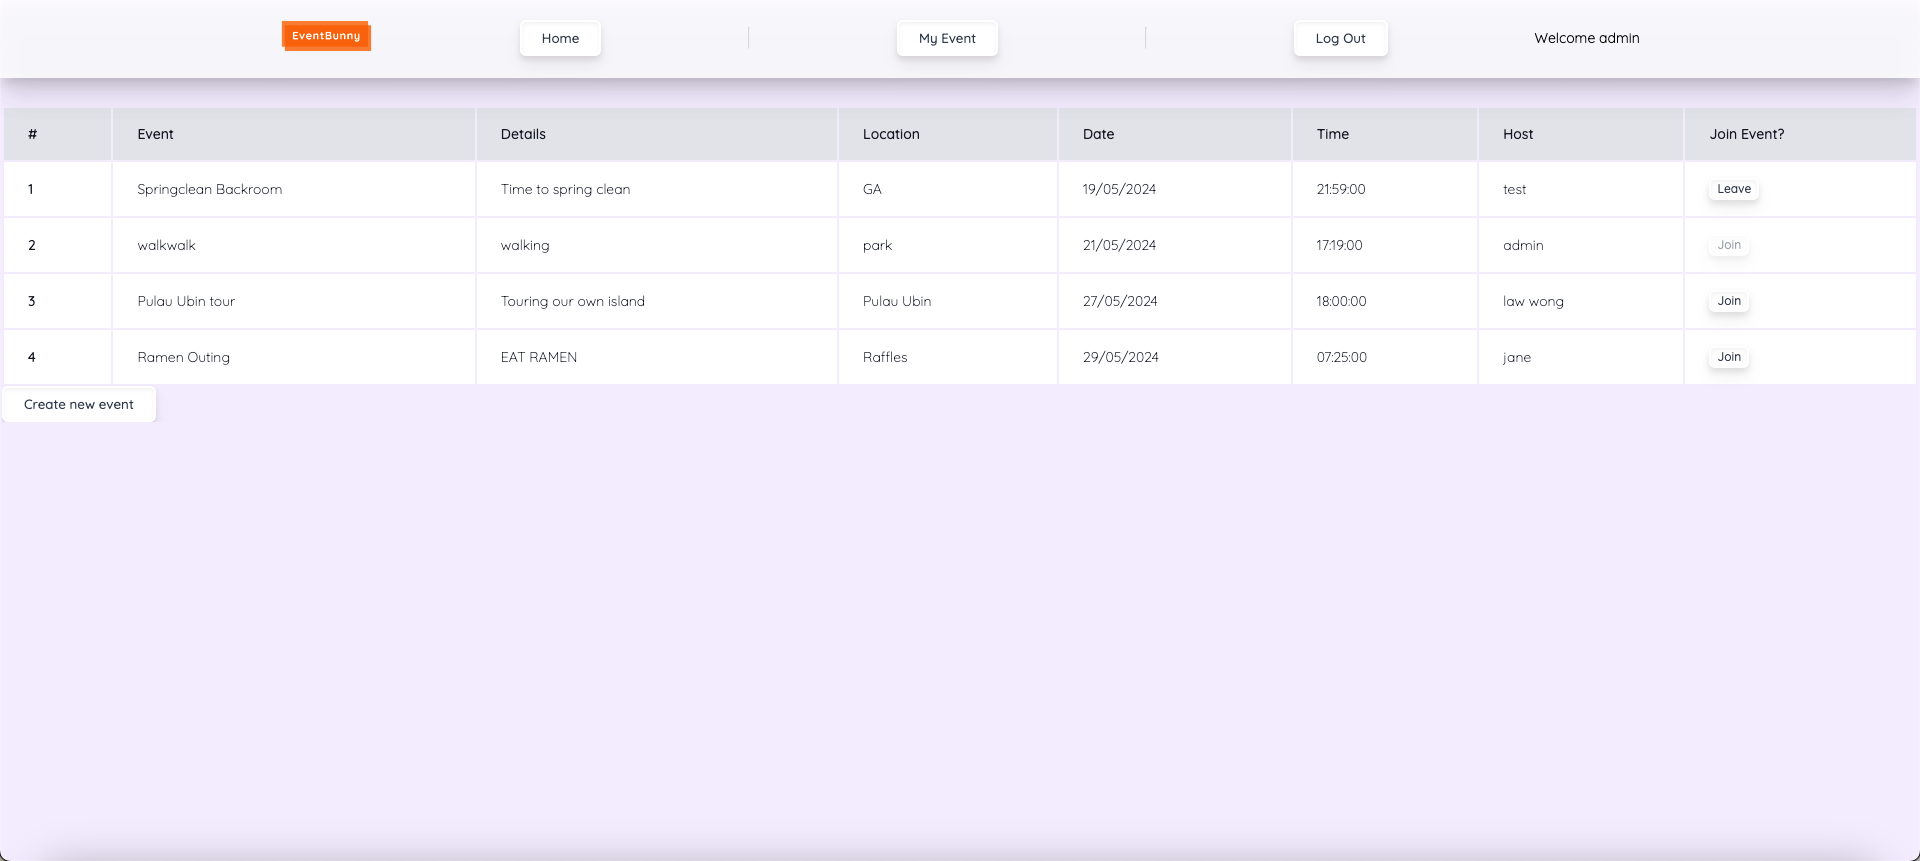 EventBunny Home My Event Log Out Welcome admin
# Event Details Location Date Time Host Join Event?
1 Springclean Backroom Time to spring clean GA 19/05/2024 21:59:00 test Leave
2 walkwalk walking park 21/05/2024 17:19:00 admin Join
3 Pulau Ubin tour Touring our own island Pulau Ubin 27/05/2024 18:00:00 law wong Join
4 Ramen Outing EAT RAMEN Raffles 29/05/2024 07:25:00 jane Join
Create new event